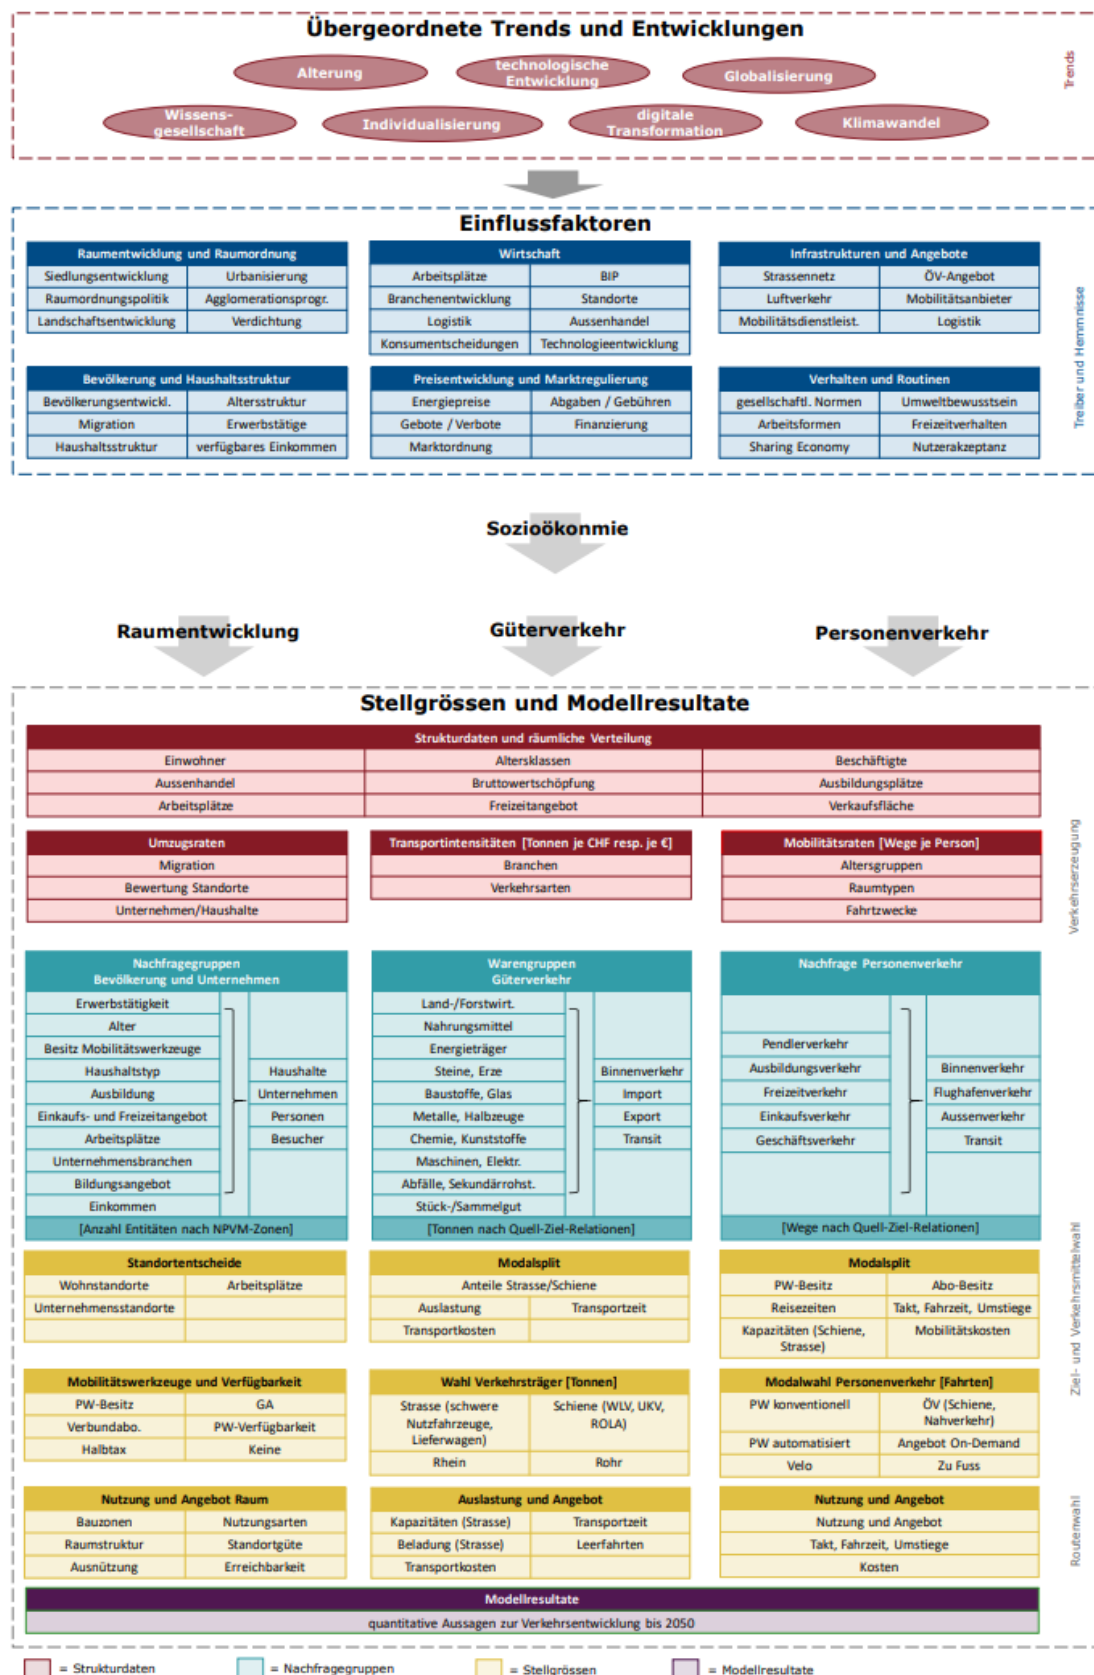 Übergeordnete Trends und Entwicklungen
Alterung
technologische
Entwicklung
Globalisierung
Wissens-
gesellschaft
Individualisierung
digitale
Transformation
Klimawandel
Trends
Einflussfaktoren
Raumentwicklung und Raumordnung
Siedlungsentwicklung Urbanisierung
Raumordnungspolitik Agglomerationsprogr.
Landschaftsentwicklung Verdichtung
Wirtschaft
Arbeitsplätze BIP
Branchenentwicklung Standorte
Logistik Aussenhandel
Konsumentscheidungen Technologieentwicklung
Infrastrukturen und Angebote
Strassennetz ÖV-Angebot
Luftverkehr Mobilitätsanbieter
Mobilitätsdienstleist. Logistik
Bevölkerung und Haushaltsstruktur
Bevölkerungsentwickl. Altersstruktur
Migration Erwerbstätige
Haushaltsstruktur verfügbares Einkommen
Preisentwicklung und Marktregulierung
Energiepreise Abgaben / Gebühren
Gebote / Verbote Finanzierung
Marktordnung
Verhalten und Routinen
gesellschaftl. Normen Umweltbewusstsein
Arbeitsformen Freizeitverhalten
Sharing Economy Nutzerakzeptanz
Treiber und Hemmnisse
Sozioökonmie
Raumentwicklung
Güterverkehr
Personenverkehr
Stellgrössen und Modellresultate
Strukturdaten und räumliche Verteilung
Einwohner Altersklassen Beschäftigte
Aussenhandel Bruttowertschöpfung Ausbildungsplätze
Arbeitsplätze Freizeitangebot Verkaufsfläche
Umzugsraten
Migration
Bewertung Standorte
Unternehmen/Haushalte
Transportintensitäten [Tonnen je CHF resp. je €]
Branchen
Verkehrsarten
Mobilitätsraten [Wege je Person]
Altersgruppen
Raumtypen
Fahrtzwecke
Verkehrserzeugung
Nachfragegruppen
Bevölkerung und Unternehmen
Erwerbstätigkeit
Alter
Besitz Mobilitätswerkzeuge
Haushaltstyp
Ausbildung
Einkaufs- und Freizeitangebot
Arbeitsplätze
Unternehmensbranchen
Bildungsangebot
Einkommen
Haushalte
Unternehmen
Personen
Besucher
[Anzahl Entitäten nach NPVM-Zonen]
Warengruppen
Güterverkehr
Land-/Forstwirt.
Nahrungsmittel
Energieträger
Steine, Erze
Baustoffe, Glas
Metalle, Halbzeuge
Chemie, Kunststoffe
Maschinen, Elektr.
Abfälle, Sekundärrohst.
Stück-/Sammelgut
Binnenverkehr
Import
Export
Transit
[Tonnen nach Quell-Ziel-Relationen]
Nachfrage Personenverkehr
Pendlerverkehr
Ausbildungsverkehr
Freizeitverkehr
Einkaufsverkehr
Geschäftsverkehr
Binnenverkehr
Flughafenverkehr
Aussenverkehr
Transit
[Wege nach Quell-Ziel-Relationen]
Standortentscheide
Wohnstandorte Arbeitsplätze
Unternehmensstandorte
Modalsplit
Anteile Strasse/Schiene
Auslastung Transportzeit
Transportkosten
Modalsplit
PW-Besitz Abo-Besitz
Reisezeiten Takt, Fahrzeit, Umstiege
Kapazitäten (Schiene,
Strasse)
Mobilitätskosten
Ziel- und Verkehrsmittelwahl
Mobilitätswerkzeuge und Verfügbarkeit
PW-Besitz GA
Verbundabo. PW-Verfügbarkeit
Halbtax Keine
Wahl Verkehrsträger [Tonnen]
Strasse (schwere
Nutzfahrzeuge,
Lieferwagen)
Schiene (WLV, UKV,
ROLA)
Rhein Rohr
Modalwahl Personenverkehr [Fahrten]
PW konventionell
ÖV (Schiene,
Nahverkehr)
PW automatisiert Angebot On-Demand
Velo Zu Fuss
Nutzung und Angebot Raum
Bauzonen Nutzungsarten
Raumstruktur Standortgüte
Ausnützung Erreichbarkeit
Auslastung und Angebot
Kapazitäten (Strasse) Transportzeit
Beladung (Strasse) Leerfahrten
Transportkosten
Nutzung und Angebot
Nutzung und Angebot
Takt, Fahrzeit, Umstiege
Kosten
Routenwahl
Modellresultate
quantitative Aussagen zur Verkehrsentwicklung bis 2050
= Strukturdaten
= Nachfragegruppen
= Stellgrössen
= Modellresultate